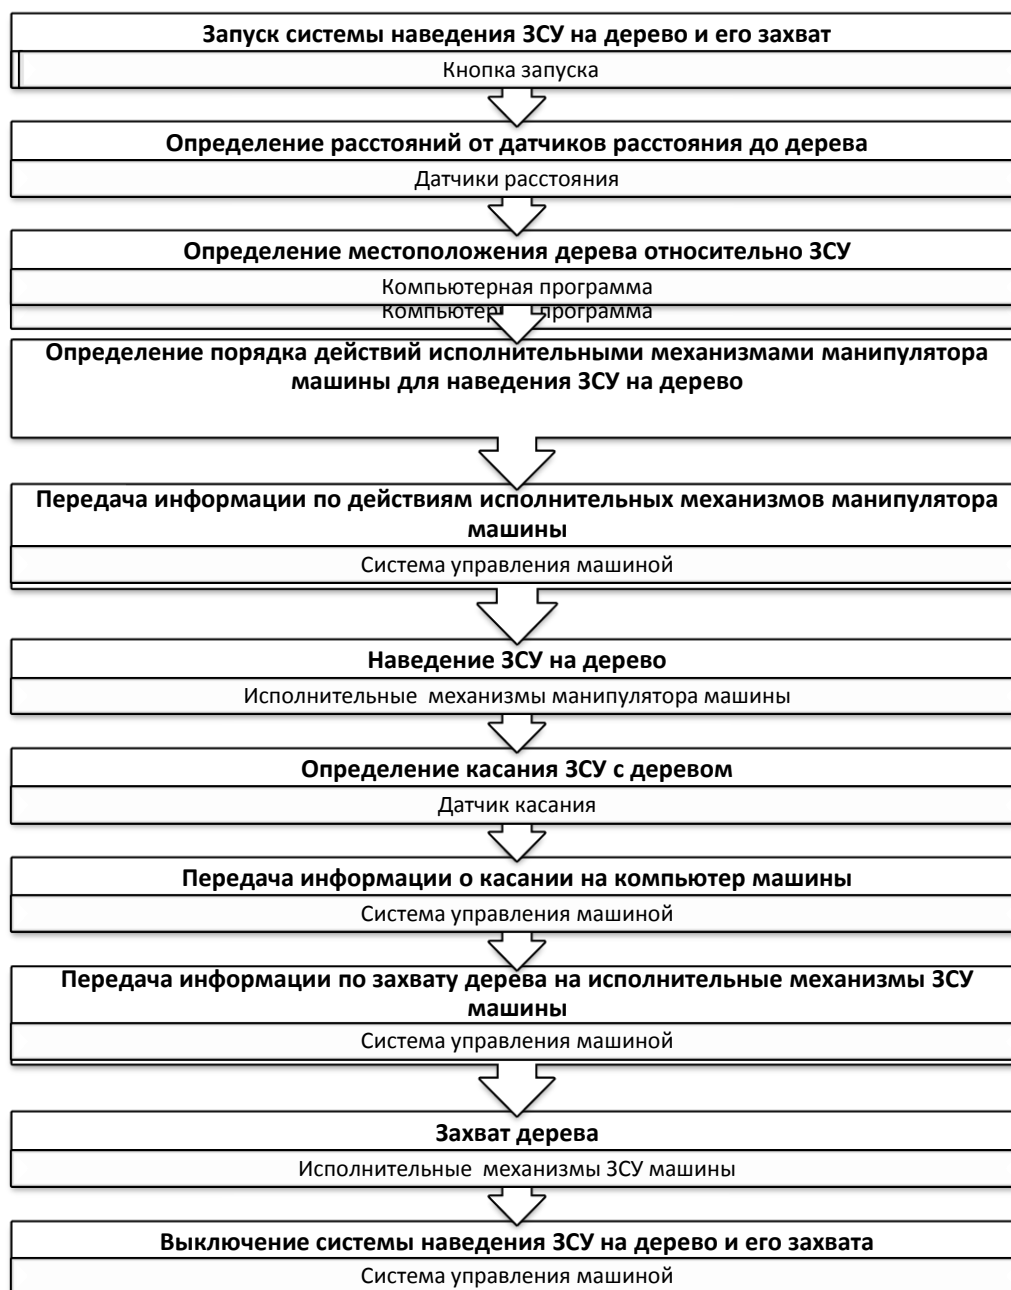 Запуск системы наведения ЗСУ на дерево и его захват
Кнопка запуска
Определение расстояний от датчиков расстояния до дерева
Датчики расстояния
Определение местоположения дерева относительно ЗСУ
Компьютерная программа
Компьютерная программа
Определение порядка действий исполнительными механизмами манипулятора
машины для наведения ЗСУ на дерево
Передача информации по действиям исполнительных механизмов манипулятора
машины
Система управления машиной
Наведение ЗСУ на дерево
Исполнительные механизмы манипулятора машины
Определение касания ЗСУ с деревом
Датчик касания
Передача информации о касании на компьютер машины
Система управления машиной
Передача информации по захвату дерева на исполнительные механизмы ЗСУ
машины
Система управления машиной
Захват дерева
Исполнительные механизмы ЗСУ машины
Выключение системы наведения ЗСУ на дерево и его захвата
Система управления машиной